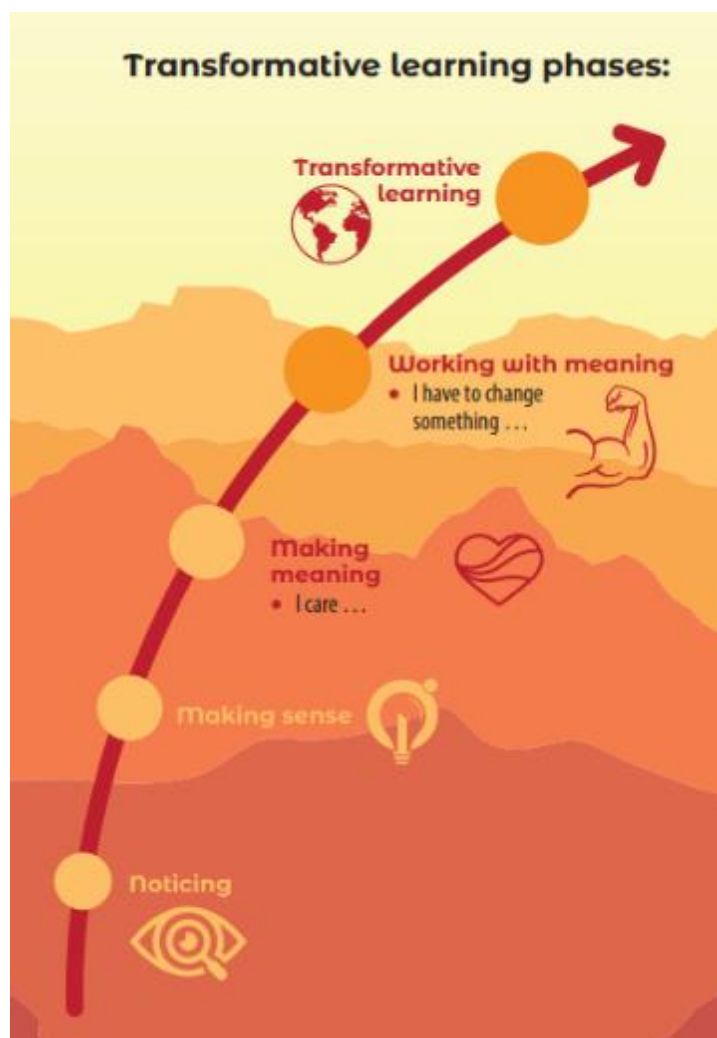 Transformative learning phases:
Transformative
learning
Working with meaning
• I have to change
something ...
Making
meaning
• I care ...
Making sense
Noticing